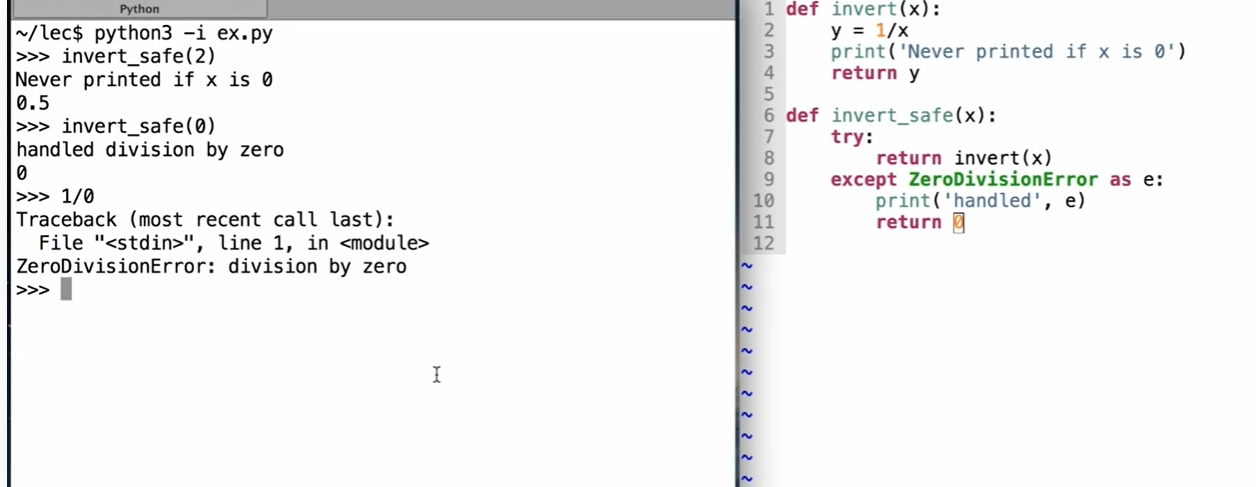 Python
~/lec$ python3 -i ex.py
>>> invert_safe(2)
Never printed if x is 0
0.5
>>> invert_safe(0)
handled division by zero
0
>>> 1/0
Traceback (most recent call last):
  File "<stdin>", line 1, in <module>
ZeroDivisionError: division by zero
>>>
1 def invert(x):
2     y = 1/x
3     print('Never printed if x is 0')
4     return y
5
6 def invert_safe(x):
7     try:
8         return invert(x)
9     except ZeroDivisionError as e:
10         print('handled', e)
11         return 0
12
~
~
~
~
~
~
~
~
~
~
~